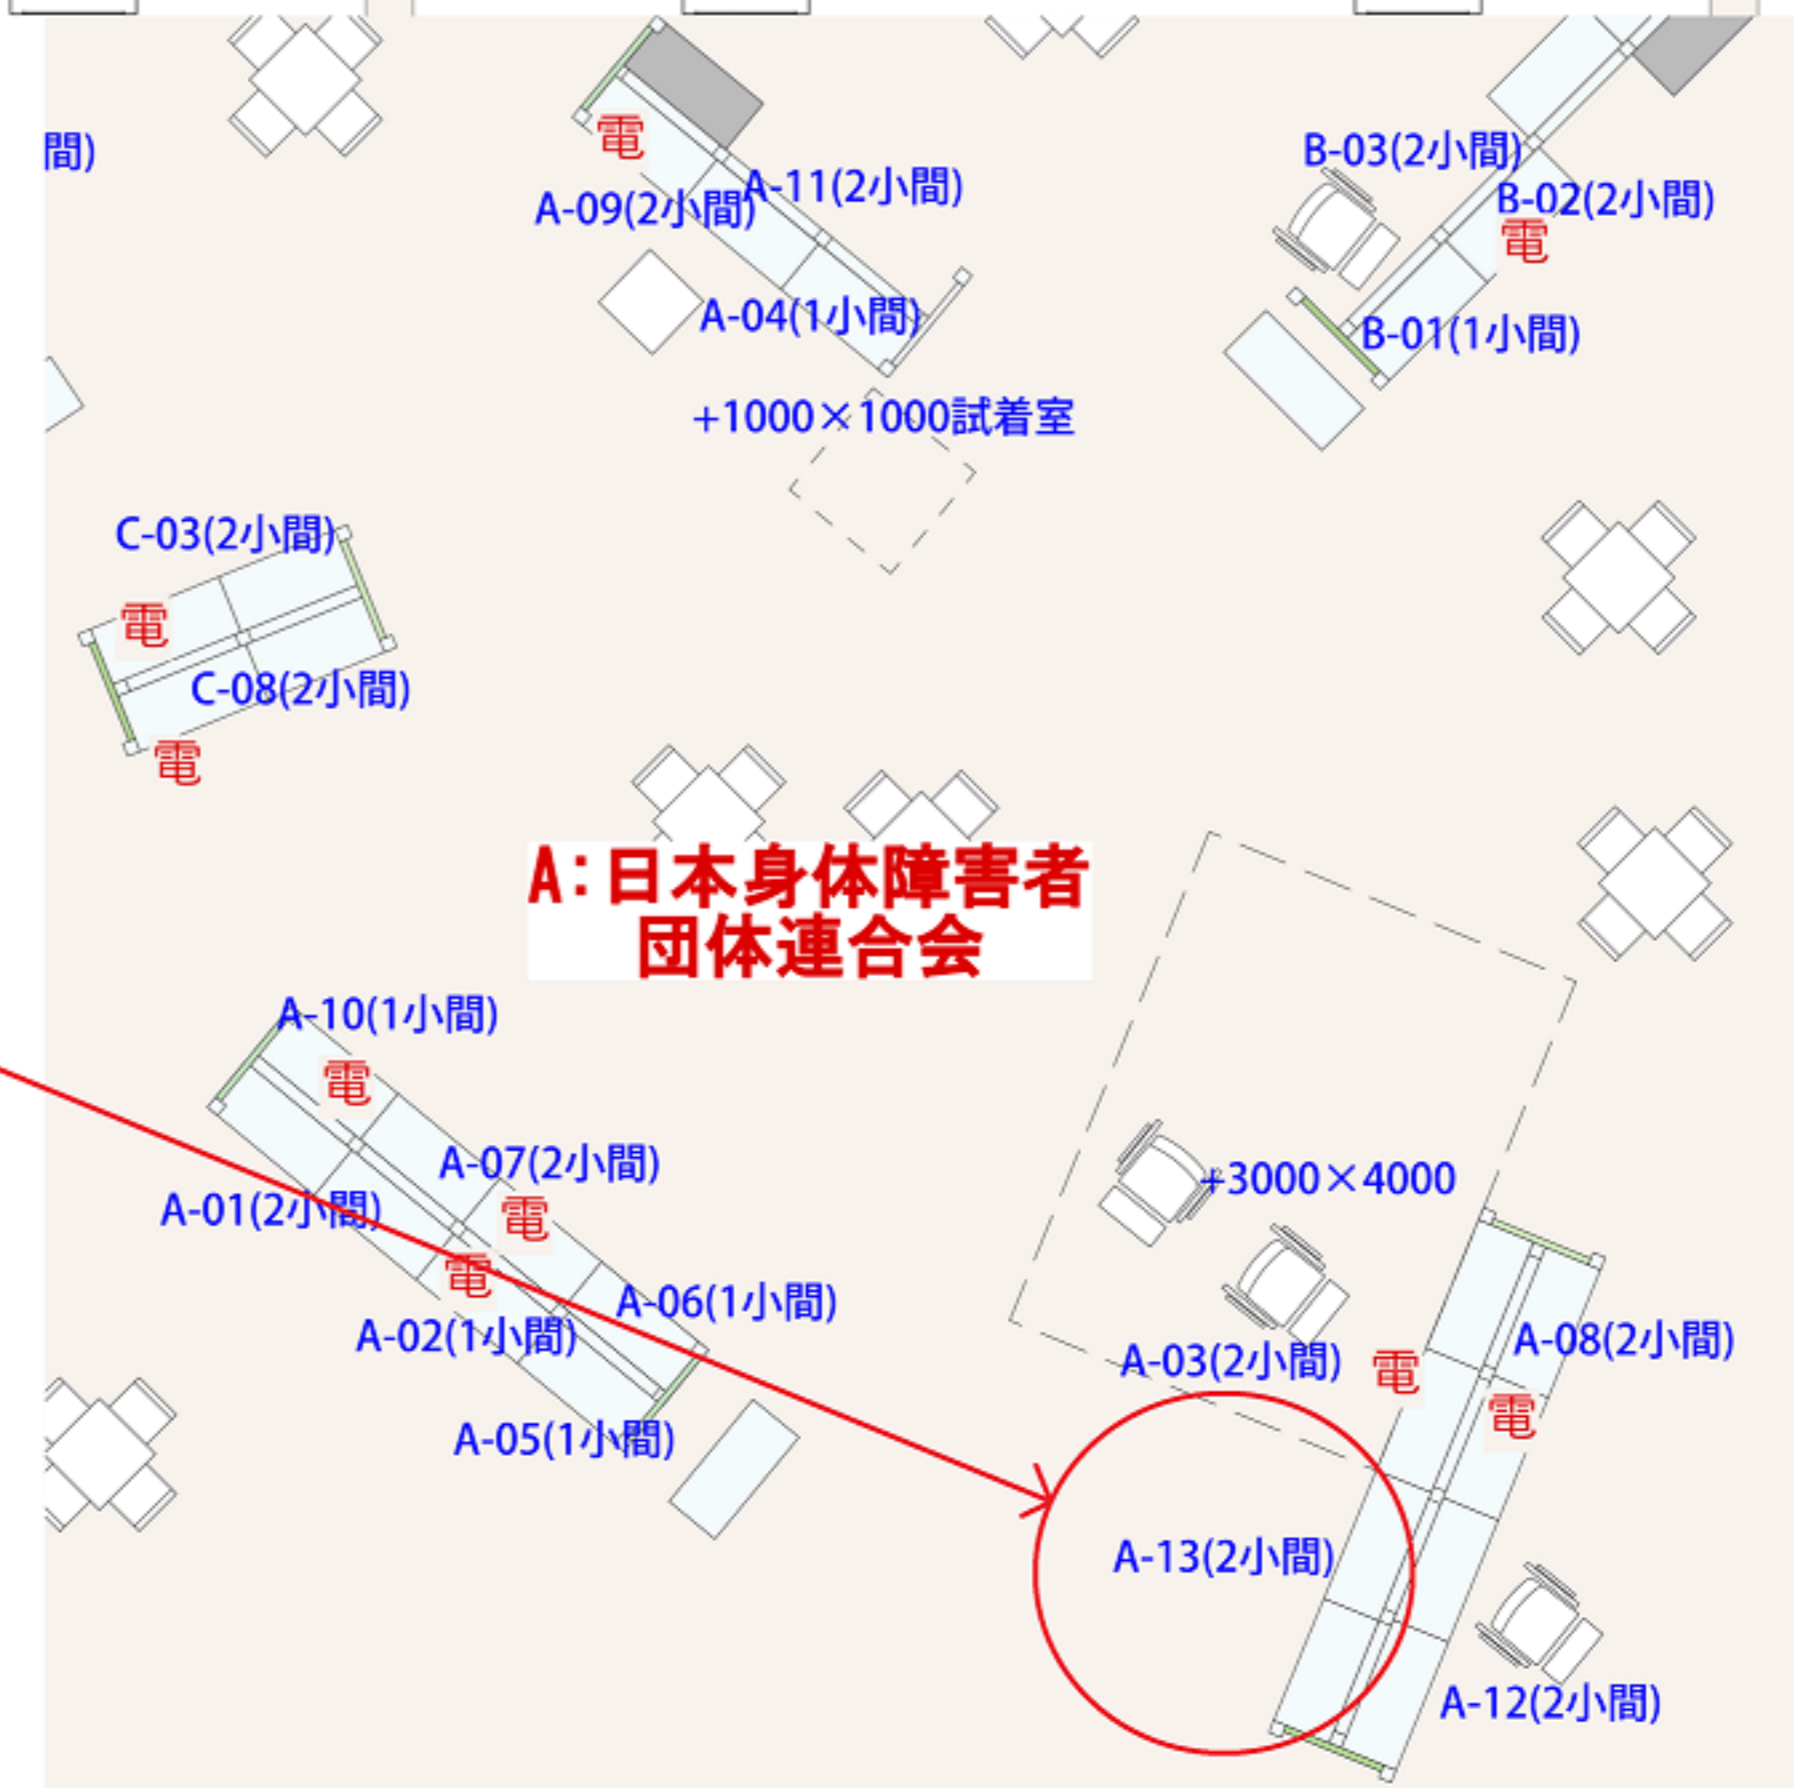 間)
電
A-11(2小間)
A-09(2小間)
A-04(1小間)
+1000×1000試着室
B-03(2小間)
B-02(2小間)
電
B-01(1小間)
C-03(2小間)
電
C-08(2小間)
電
A:日本身体障害者
団体連合会
A-10(1小間)
電
A-07(2小間)
A-01(2小間)
電
電
A-06(1小間)
A-02(1小間)
A-05(1小間)
+3000×4000
A-08(2小間)
A-03(2小間)
電
電
A-13(2小間)
A-12(2小間)